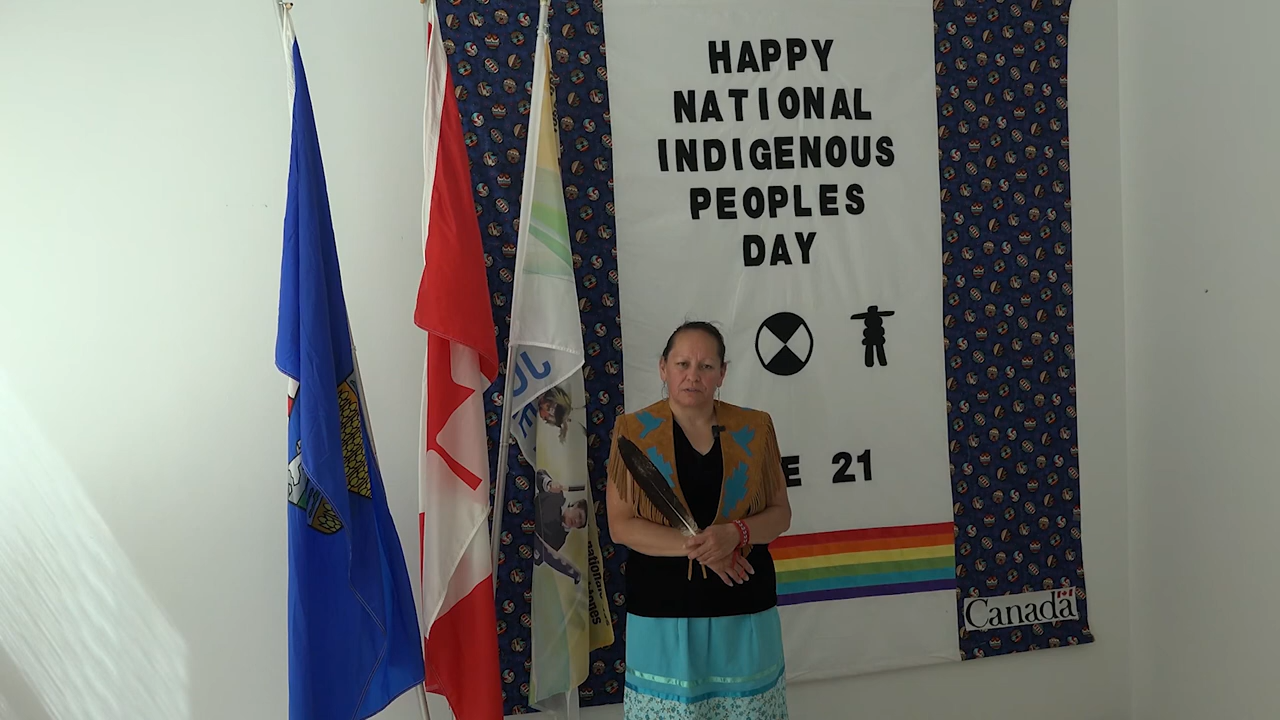 HAPPY
NATIONAL
INDIGENOUS
PEOPLES
DAY
21
Canada